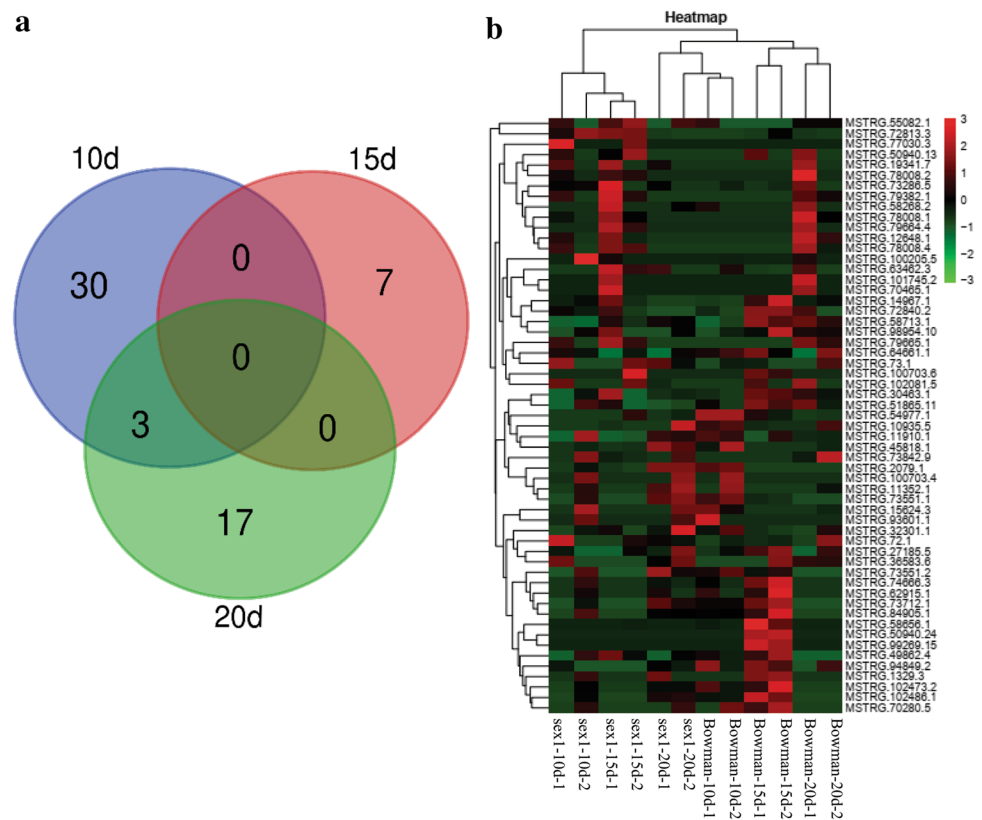 a
10d
15d
30
0
7
0
3
0
17
20d
b
Heatmap
MSTRG.55082.1
MSTRG.72813.3
MSTRG.77030.3
MSTRG.50940.13
MSTRG.19341.7
MSTRG.78008.2
MSTRG.73286.5
MSTRG.79382.1
MSTRG.58268.2
MSTRG.78008.1
MSTRG.79664.4
MSTRG.12648.1
MSTRG.78008.4
MSTRG.100205.5
MSTRG.63462.3
MSTRG.101745.2
MSTRG.70465.1
MSTRG.14967.1
MSTRG.72840.2
MSTRG.58713.1
MSTRG.98954.10
MSTRG.79665.1
MSTRG.64661.1
MSTRG.73.1
MSTRG.100703.6
MSTRG.102081.5
MSTRG.30463.1
MSTRG.51865.11
MSTRG.54977.1
MSTRG.10935.5
MSTRG.11910.1
MSTRG.45818.1
MSTRG.73842.9
MSTRG.2079.1
MSTRG.100703.4
MSTRG.11352.1
MSTRG.73551.1
MSTRG.15624.3
MSTRG.93601.1
MSTRG.32301.1
MSTRG.72.1
MSTRG.27185.5
MSTRG.36583.6
MSTRG.73551.2
MSTRG.74666.3
MSTRG.62915.1
MSTRG.73712.1
MSTRG.84905.1
MSTRG.58656.1
MSTRG.50940.24
MSTRG.99269.15
MSTRG.49862.4
MSTRG.94849.2
MSTRG.1329.3
MSTRG.102473.2
MSTRG.102486.1
MSTRG.70280.5
3
2
1
0
−1
−2
−3
sex1-10d-1
sex1-10d-2
sex1-15d-1
sex1-15d-2
sex1-20d-1
sex1-20d-2
Bowman-10d-1
Bowman-10d-2
Bowman-15d-1
Bowman-15d-2
Bowman-20d-1
Bowman-20d-2